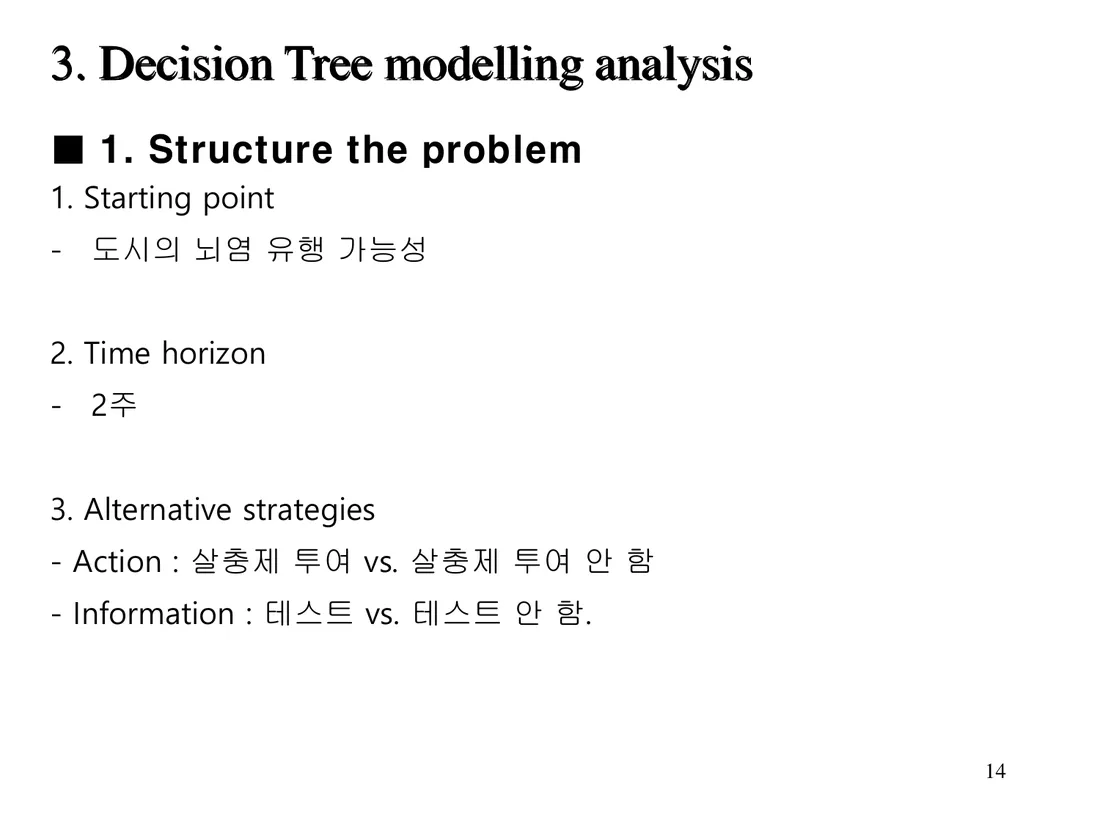 3. Decision Tree modelling analysis
■ 1. Structure the problem
1. Starting point
- 도시의 뇌염 유행 가능성
2. Time horizon
- 2주
3. Alternative strategies
- Action : 살충제 투여 vs. 살충제 투여 안 함
- Information : 테스트 vs. 테스트 안 함.
14